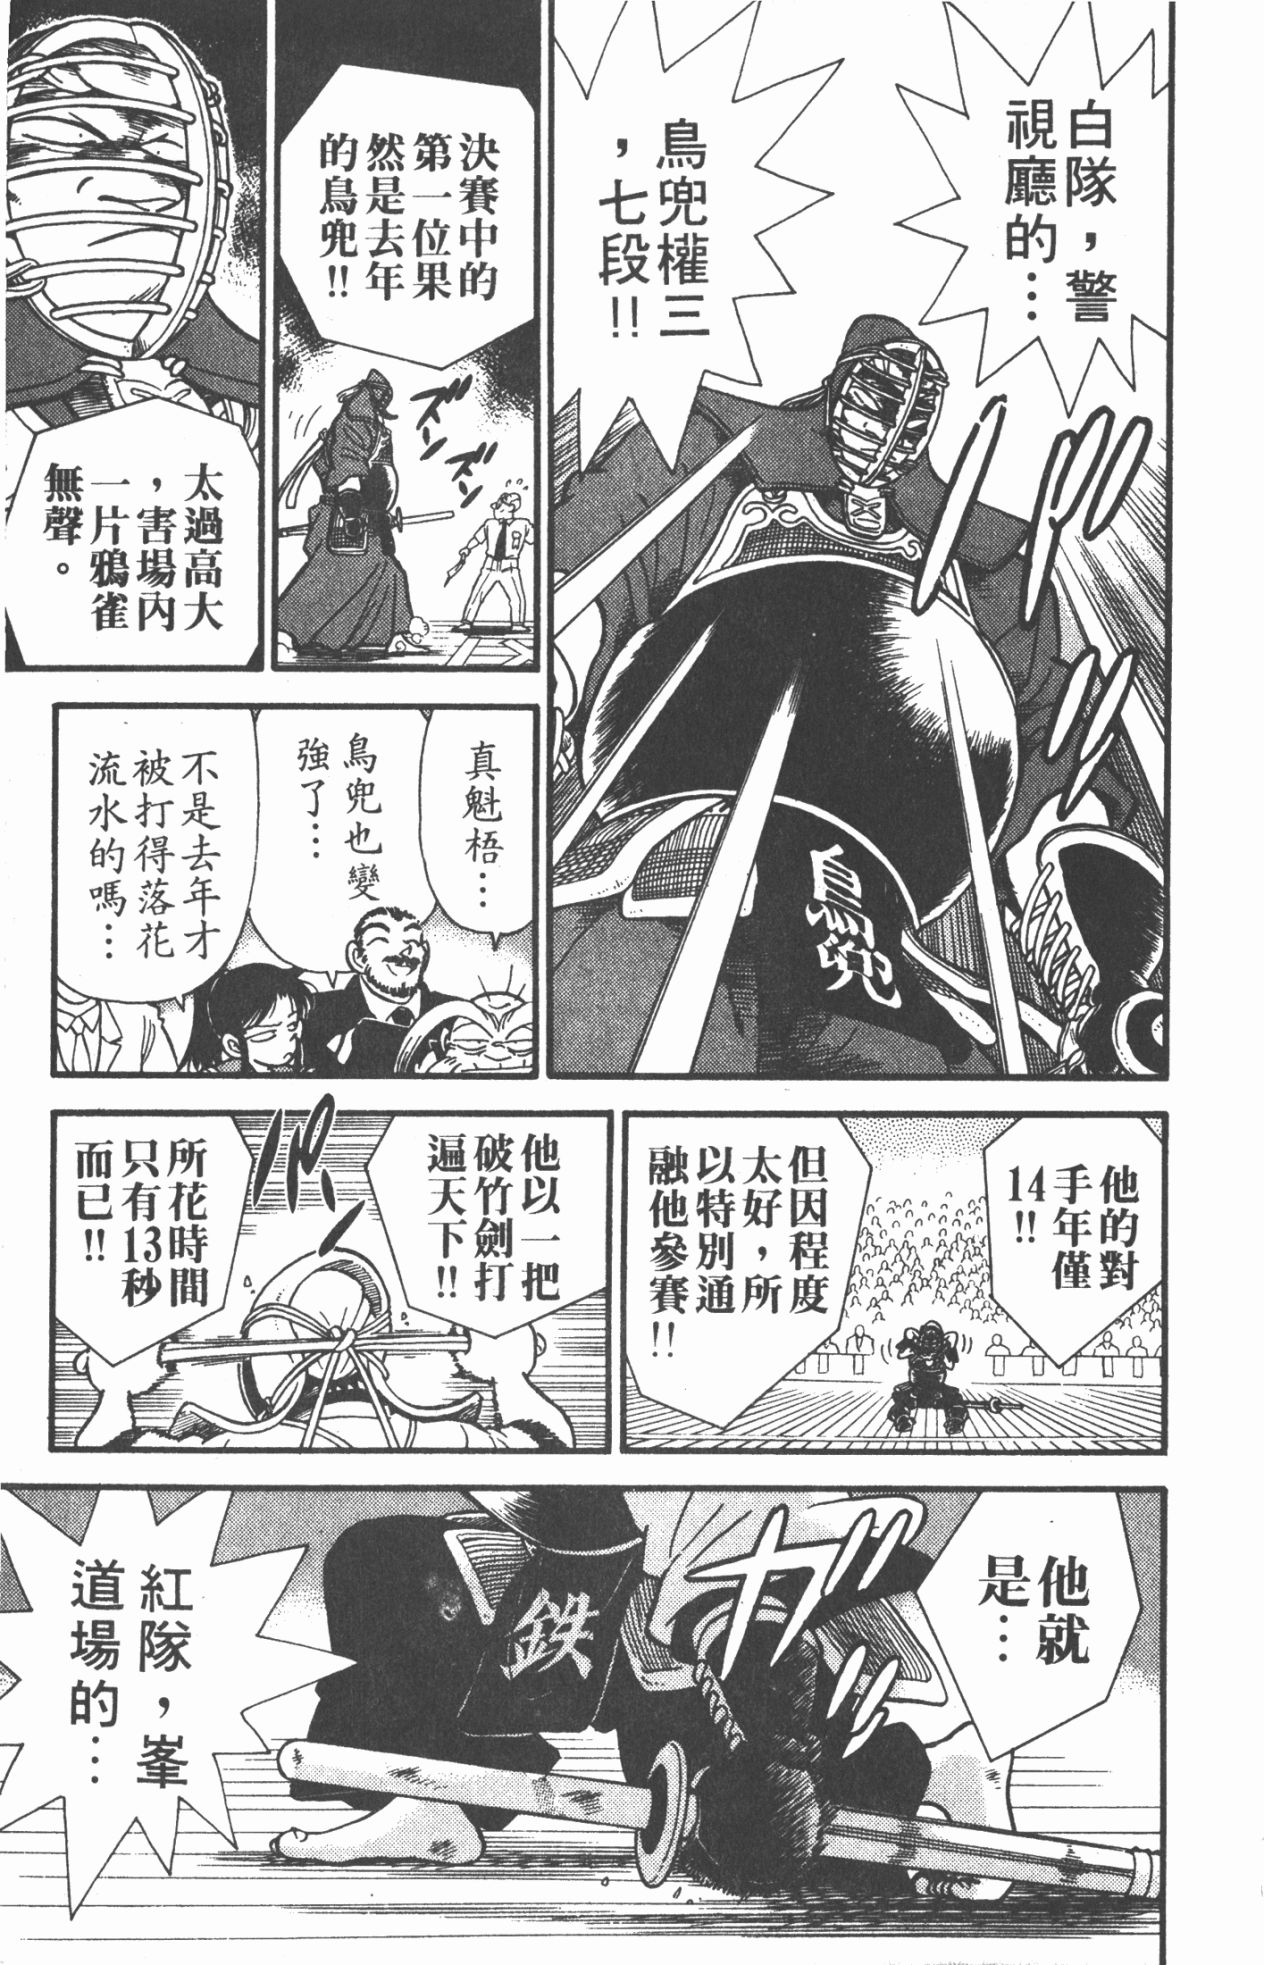 白隊，警
視廳的…
鳥兜權三
，七段!!
鳥兜
決賽中的
第一位果
然是去年
的鳥兜!!
ズン
ズン
太過高大
，害場內
一片鴉雀
無聲。
真魁梧…
鳥兜也變
強了…
不是去年才
被打得落花
流水的嗎…
他的對
手年僅
14!!
但因程度
太好，所
以特別通
融他參賽
!!
他以一把
破竹劍打
遍天下!!
所花時間
只有13秒
而已!!
他就
是…
鉄
紅隊，峯
道場的…